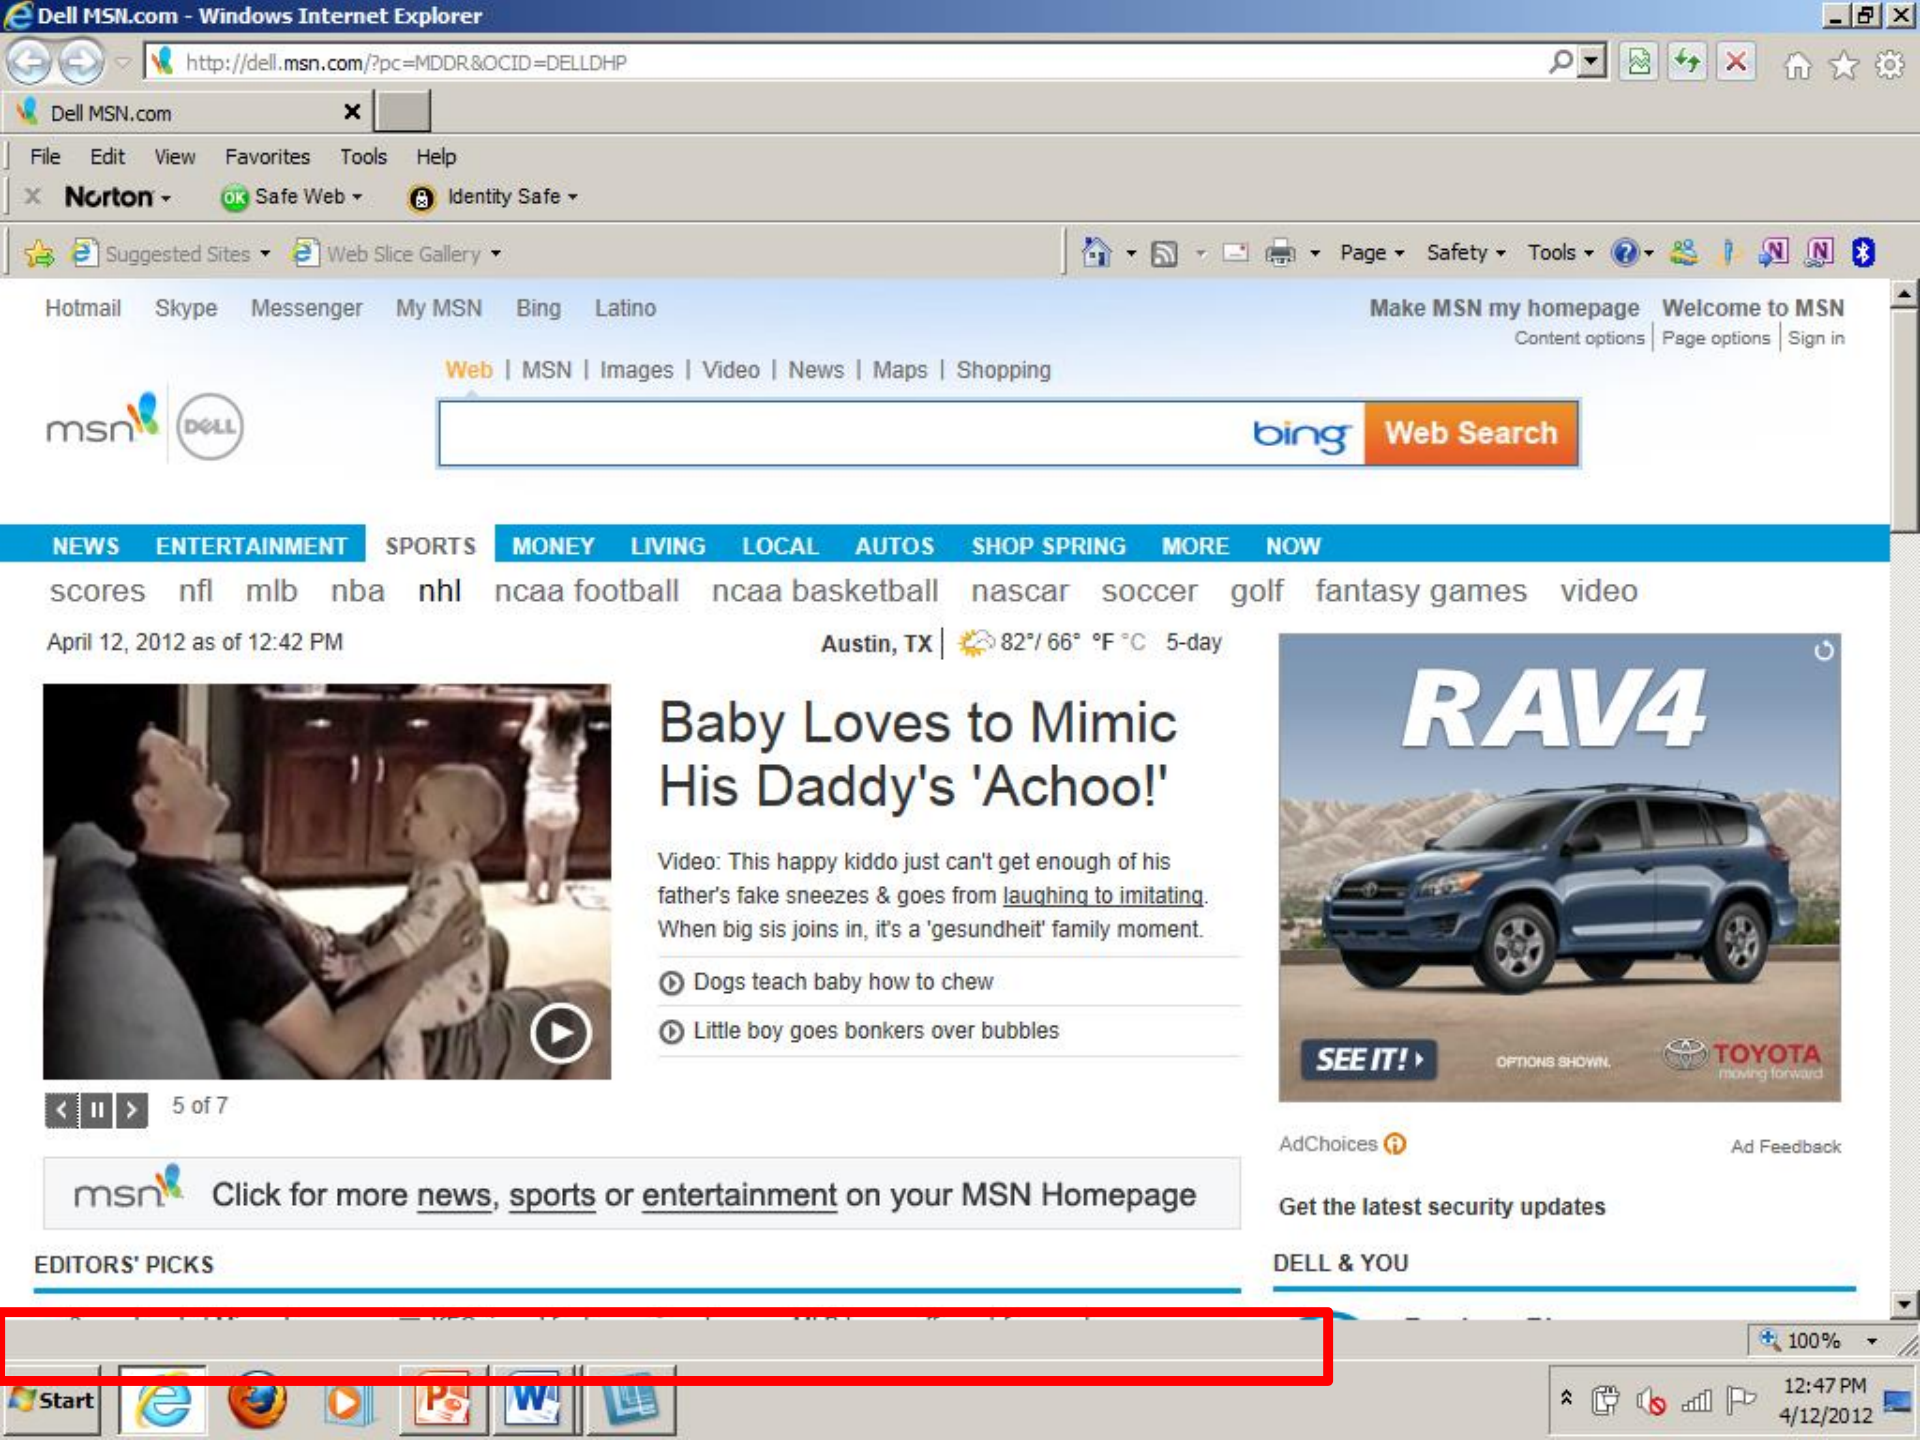 Dell MSN.com - Windows Internet Explorer
http://dell.msn.com/?pc=MDDR&OCID=DELLDHP
Dell MSN.com
File Edit View Favorites Tools Help
Norton Safe Web Identity Safe
Suggested Sites Web Slice Gallery Page Safety Tools
Hotmail Skype Messenger My MSN Bing Latino Make MSN my homepage Welcome to MSN
Content options | Page options | Sign in
Web | MSN | Images | Video | News | Maps | Shopping
msn DELL bing Web Search
NEWS ENTERTAINMENT SPORTS MONEY LIVING LOCAL AUTOS SHOP SPRING MORE NOW
scores nfl mlb nba nhl ncaa football ncaa basketball nascar soccer golf fantasy games video
April 12, 2012 as of 12:42 PM Austin, TX | 82°/ 66° °F °C 5-day
Baby Loves to Mimic
His Daddy's 'Achoo!'
Video: This happy kiddo just can't get enough of his
father's fake sneezes & goes from laughing to imitating.
When big sis joins in, it's a 'gesundheit' family moment.
Dogs teach baby how to chew
Little boy goes bonkers over bubbles
5 of 7
RAV4
SEE IT! OPTIONS SHOWN. TOYOTA
moving forward
AdChoices Ad Feedback
msn Click for more news, sports or entertainment on your MSN Homepage
Get the latest security updates
EDITORS' PICKS
DELL & YOU
100%
Start
12:47 PM
4/12/2012